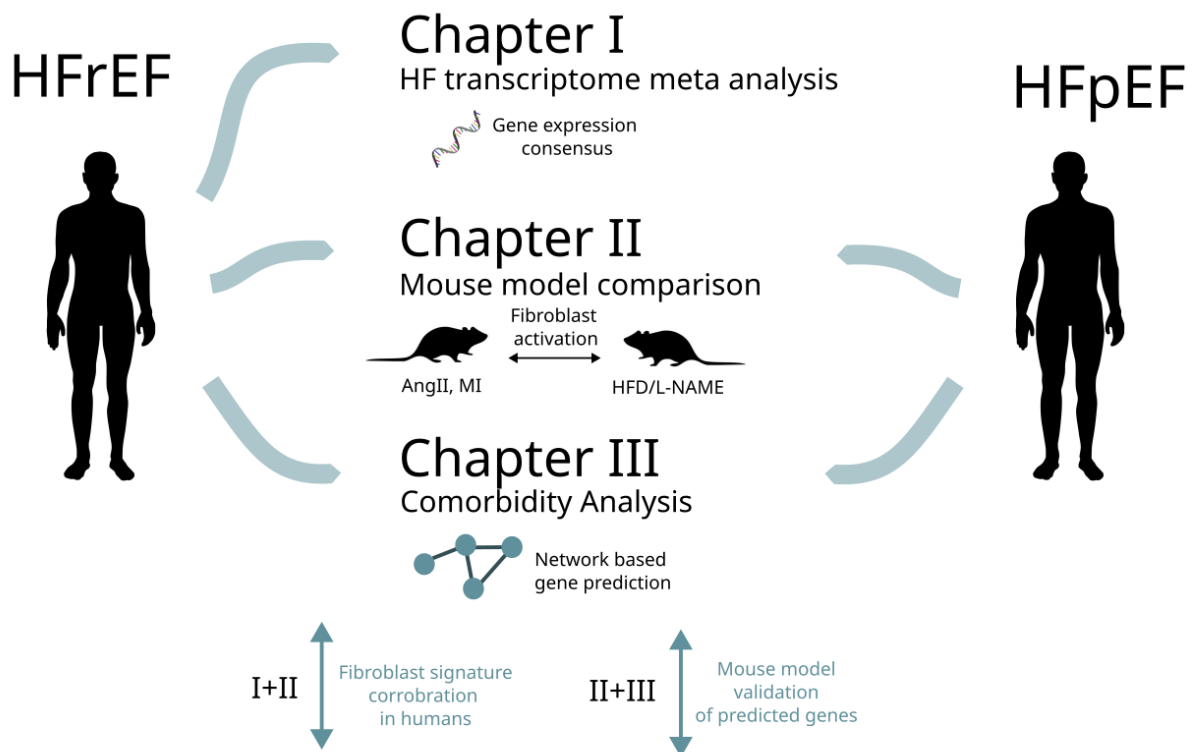 HFrEF
Chapter I
HF transcriptome meta analysis
Gene expression
consensus
HFpEF
Chapter II
Mouse model comparison
Fibroblast
activation
AngII, MI
HFD/L-NAME
Chapter III
Comorbidity Analysis
Network based
gene prediction
I+II
Fibroblast signature
corrobration
in humans
II+III
Mouse model
validation
of predicted genes